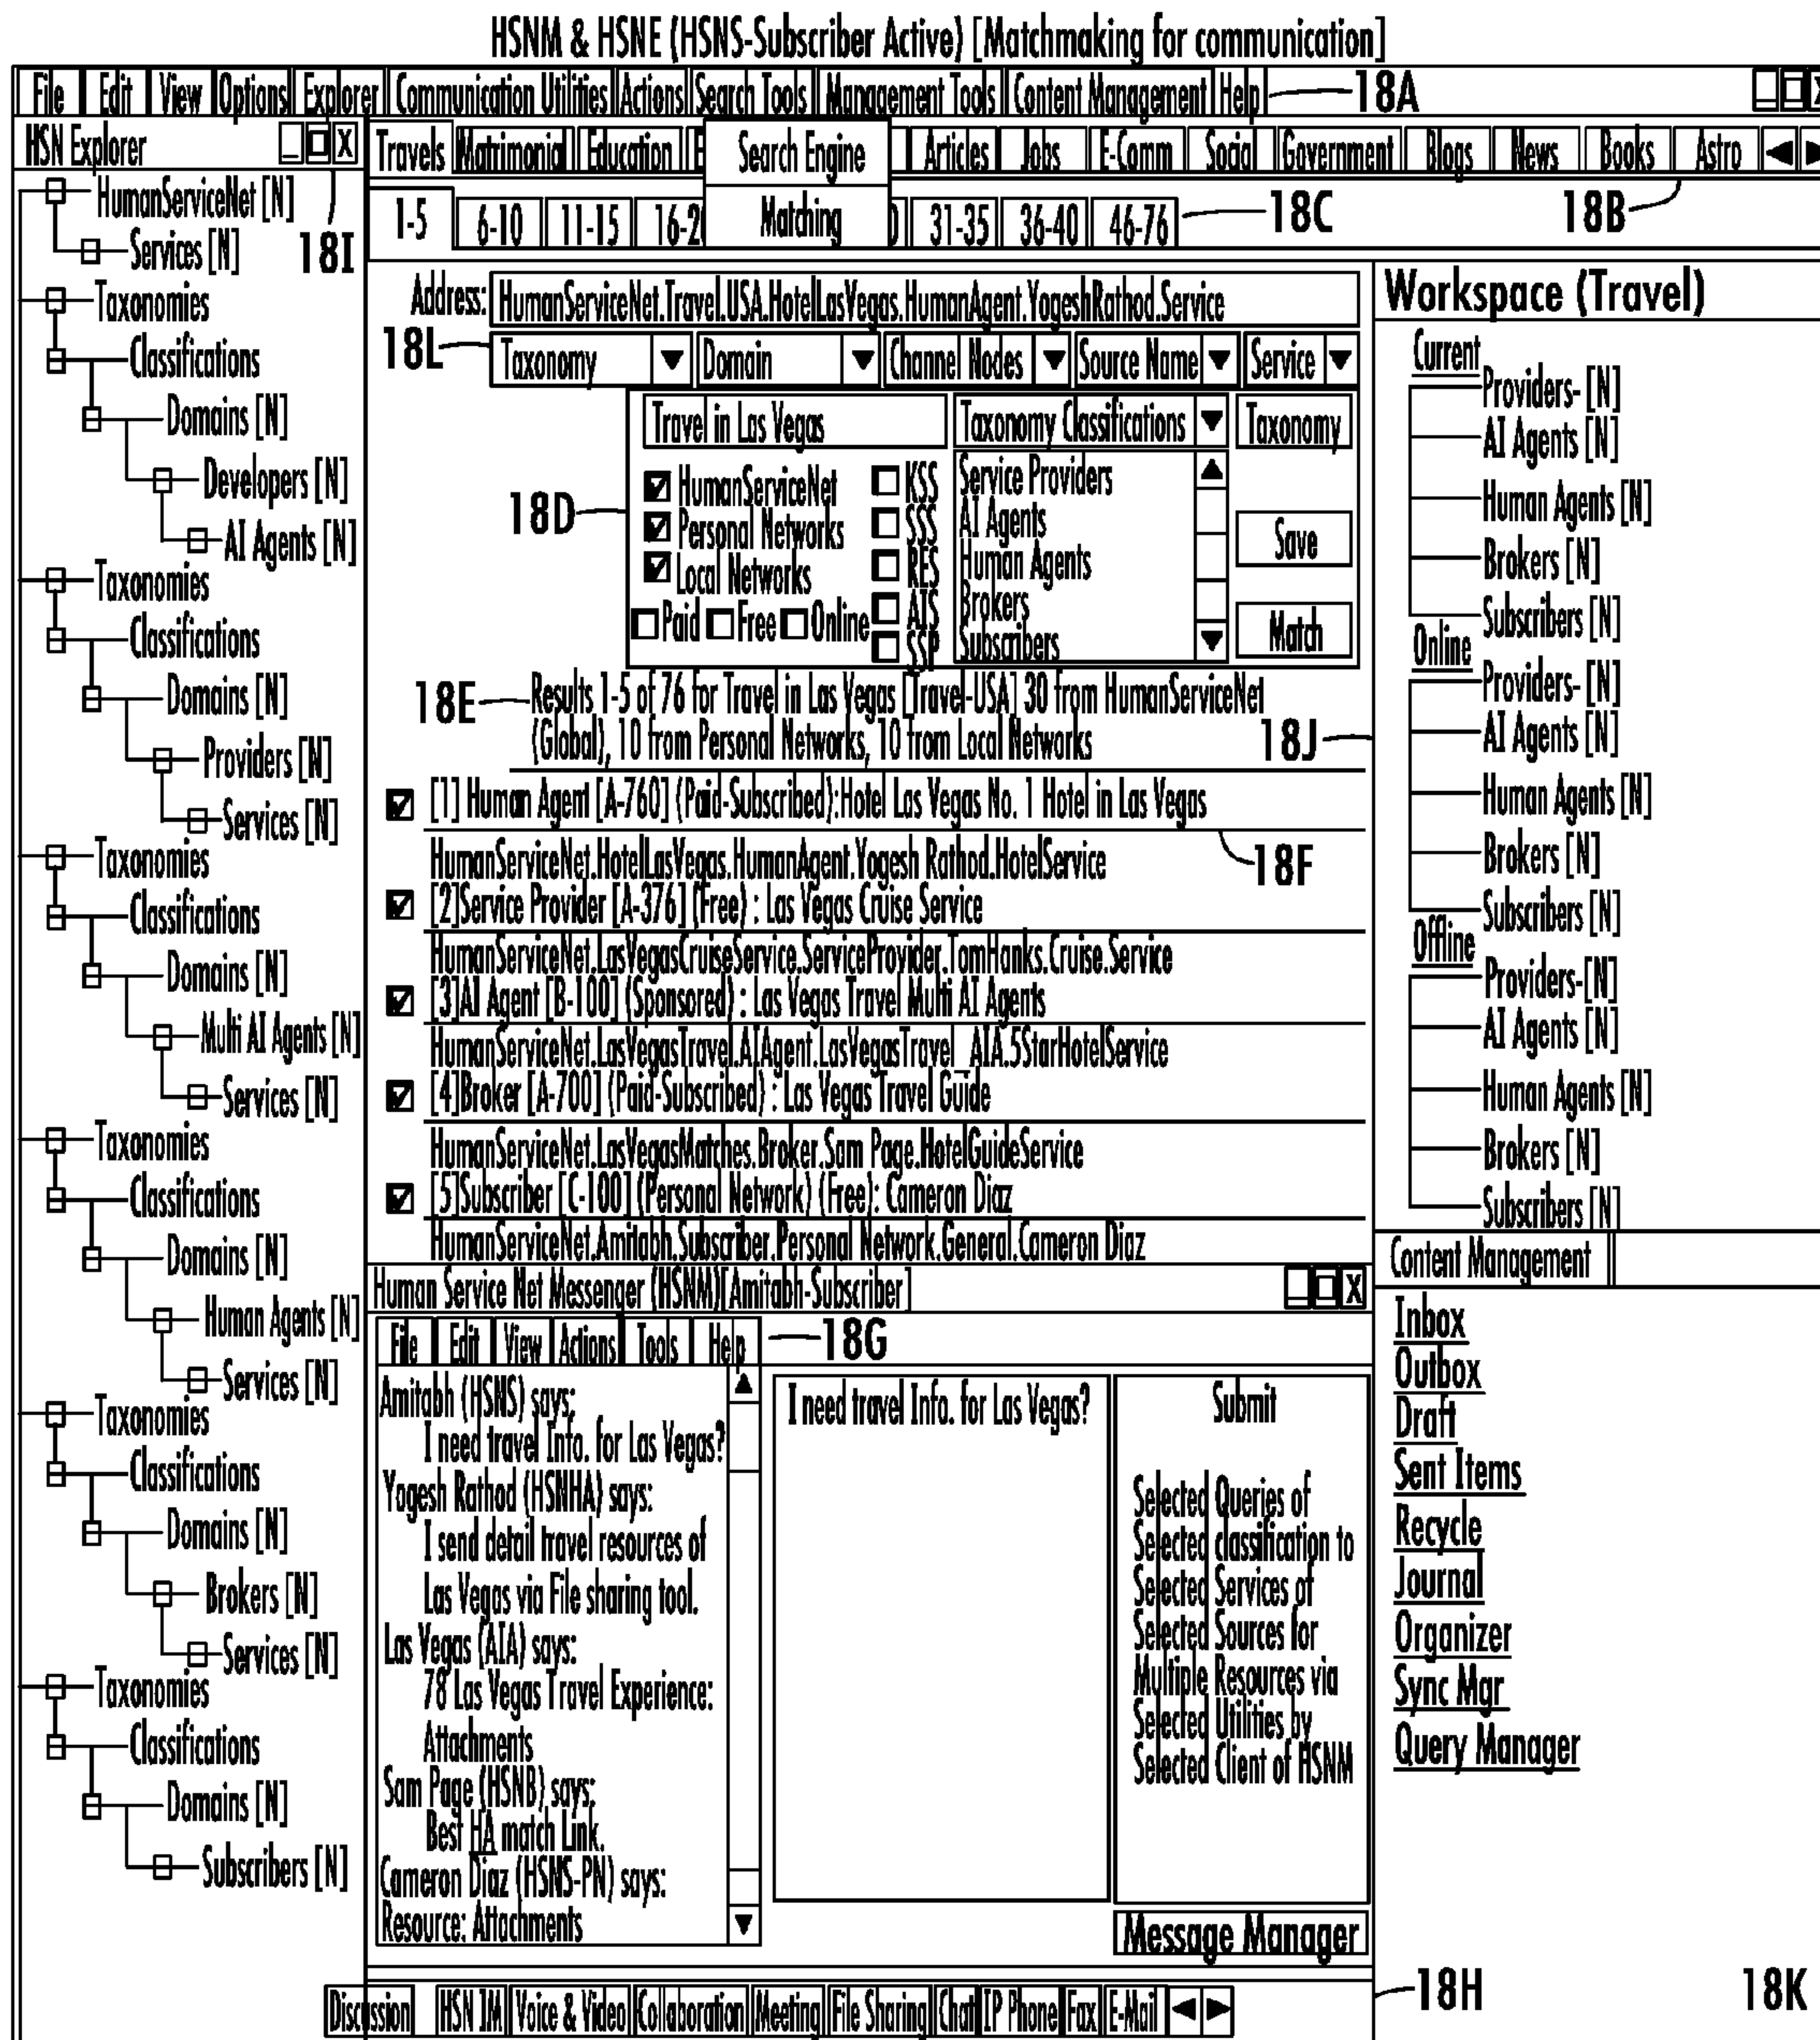 HSNM & HSNE (HSNS-Subscriber Active) [Matchmaking for communication]
File Edit View Options Explorer Communication Utilities Actions Search Tools Management Tools Content Management Help 18A
HSN Explorer _ X
Travels Matrimonial Education E Search Engine Articles Jobs E-Comm Social Government Blogs News Books Astro
1-5 6-10 11-15 16-20 Matching 31-35 36-40 46-76 18C 18B
HumanServiceNet [N]
Services [N] 18I
Taxonomies
Classifications
Domains [N]
Developers [N]
AI Agents [N]
Taxonomies
Classifications
Domains [N]
Providers [N]
Services [N]
Taxonomies
Classifications
Domains [N]
Multi AI Agents [N]
Services [N]
Taxonomies
Classifications
Domains [N]
Human Agents [N]
Services [N]
Taxonomies
Classifications
Domains [N]
Brokers [N]
Services [N]
Taxonomies
Classifications
Domains [N]
Subscribers [N]
Address: HumanServiceNet.Travel.USA.HotelLasVegas.HumanAgent.YogeshRathod.Service
18L Taxonomy Domain Channel Nodes Source Name Service
Travel in Las Vegas Taxonomy Classifications Taxonomy
18D
HumanServiceNet KSS Service Providers
Personal Networks SSS AI Agents Save
Local Networks RES Human Agents
Paid Free Online AIS Brokers Match
SSP Subscribers
18E Results 1-5 of 76 for Travel in Las Vegas [Travel-USA] 30 from HumanServiceNet
(Global), 10 from Personal Networks, 10 from Local Networks 18J
[1] Human Agent [A-760] (Paid-Subscribed):Hotel Las Vegas No. 1 Hotel in Las Vegas
HumanServiceNet.HotelLasVegas.HumanAgent.Yogesh Rathod.HotelService 18F
[2]Service Provider [A-376] (Free) : Las Vegas Cruise Service
HumanServiceNet.LasVegasCruiseService.ServiceProvider.TomHanks.Cruise.Service
[3]AI Agent [B-100] (Sponsored) : Las Vegas Travel Multi AI Agents
HumanServiceNet.LasVegasTravel.AIAgent.LasVegasTravel_AIA.5StarHotelService
[4]Broker [A-700] (Paid-Subscribed) : Las Vegas Travel Guide
HumanServiceNet.LasVegasMatches.Broker.Sam Page.HotelGuideService
[5]Subscriber [C-100] (Personal Network) (Free): Cameron Diaz
HumanServiceNet.Amitabh.Subscriber.Personal Network.General.Cameron Diaz
Human Service Net Messenger (HSNM)[Amitabh-Subscriber] _ X
File Edit View Actions Tools Help 18G
Amitabh (HSNS) says:
I need travel Info. for Las Vegas?
Yogesh Rathod (HSNHA) says:
I send detail travel resources of
Las Vegas via File sharing tool.
Las Vegas (AIA) says:
78 Las Vegas Travel Experience:
Attachments
Sam Page (HSNB) says:
Best HA match Link.
Cameron Diaz (HSNS-PN) says:
Resource: Attachments
I need travel Info. for Las Vegas?
Submit
Selected Queries of
Selected classification to
Selected Services of
Selected Sources for
Multiple Resources via
Selected Utilities by
Selected Client of HSNM
Message Manager
Discussion HSN IM Voice & Video Collaboration Meeting File Sharing Chat IP Phone Fax E-Mail
Workspace (Travel)
Current
Providers- [N]
AI Agents [N]
Human Agents [N]
Brokers [N]
Subscribers [N]
Online
Providers- [N]
AI Agents [N]
Human Agents [N]
Brokers [N]
Subscribers [N]
Offline
Providers-[N]
AI Agents [N]
Human Agents [N]
Brokers [N]
Subscribers [N]
Content Management
Inbox
Outbox
Draft
Sent Items
Recycle
Journal
Organizer
Sync Mgr
Query Manager
18H 18K